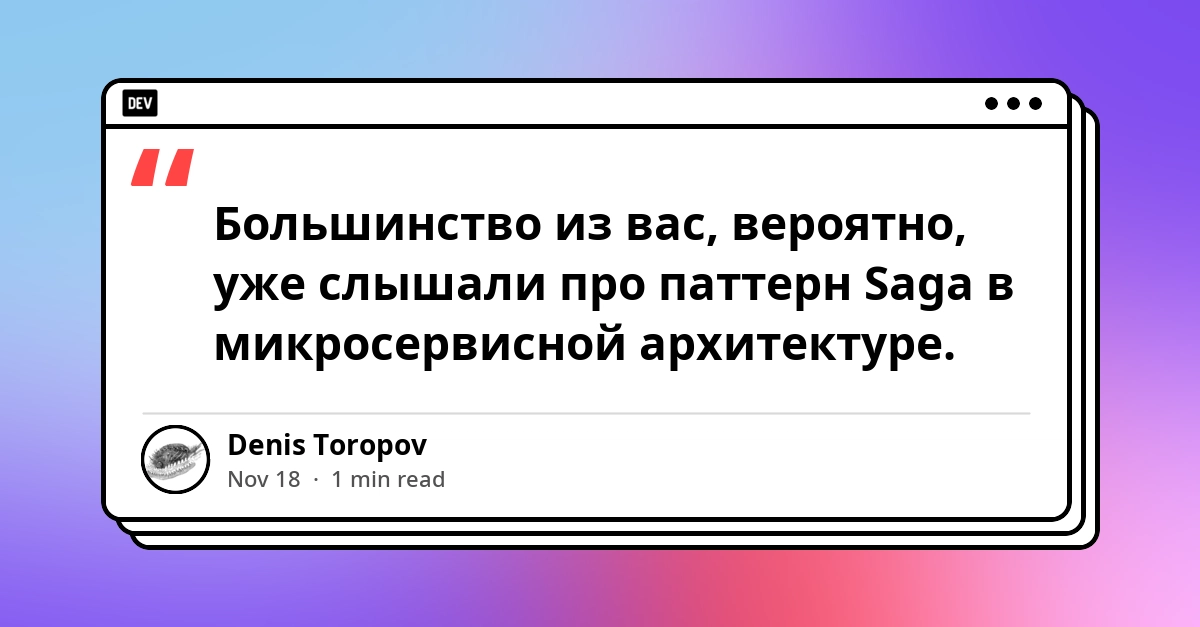 DEV
Большинство из вас, вероятно,
уже слышали про паттерн Saga в
микросервисной архитектуре.
Denis Toropov
Nov 18 · 1 min read